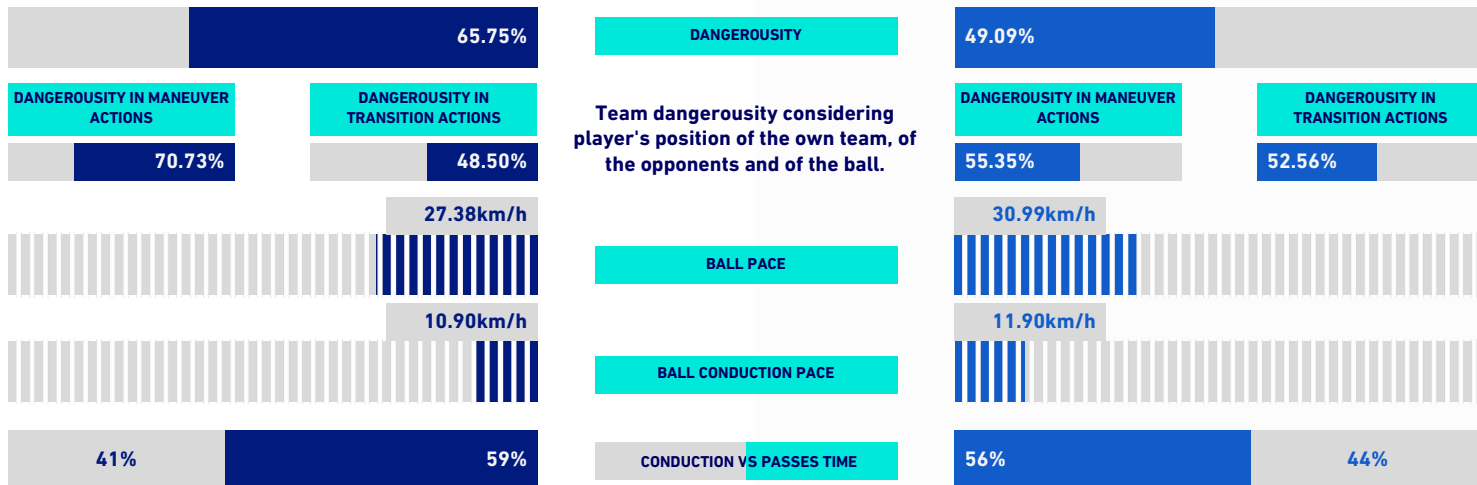 65.75%
DANGEROUSITY
49.09%
DANGEROUSITY IN MANEUVER
ACTIONS
DANGEROUSITY IN
TRANSITION ACTIONS
70.73%
48.50%
Team dangerousity considering
player's position of the own team, of
the opponents and of the ball.
DANGEROUSITY IN MANEUVER
ACTIONS
DANGEROUSITY IN
TRANSITION ACTIONS
55.35%
52.56%
27.38km/h
BALL PACE
30.99km/h
10.90km/h
BALL CONDUCTION PACE
11.90km/h
41%
59%
CONDUCTION VS PASSES TIME
56%
44%